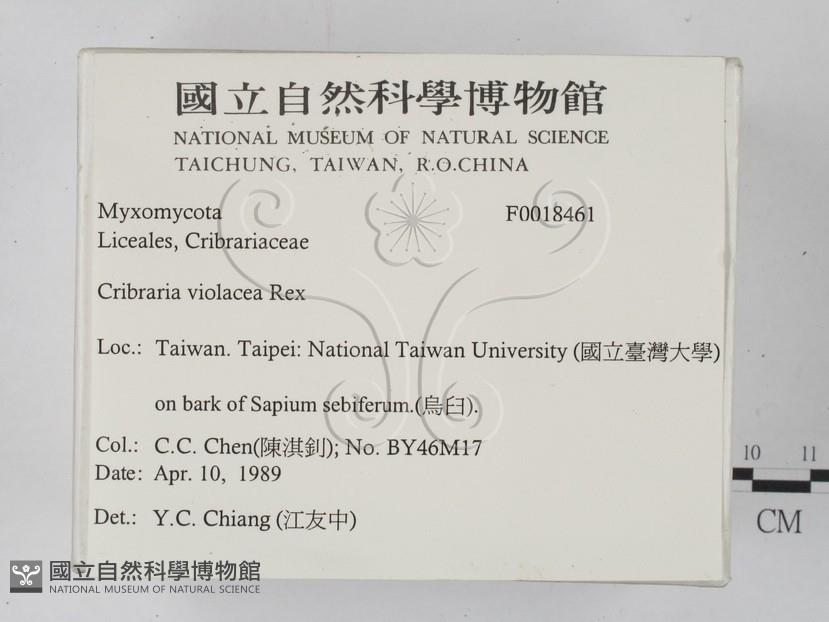 國立自然科學博物館
NATIONAL MUSEUM OF NATURAL SCIENCE
TAICHUNG, TAIWAN, R.O.CHINA
Myxomycota F0018461
Liceales, Cribrariaceae
Cribraria violacea Rex
Loc.: Taiwan. Taipei: National Taiwan University (國立臺灣大學)
on bark of Sapium sebiferum.(烏臼).
Col.: C.C. Chen(陳淇釗); No. BY46M17
Date: Apr. 10, 1989
Det.: Y.C. Chiang (江友中)
10 11
CM
國立自然科學博物館
NATIONAL MUSEUM OF NATURAL SCIENCE